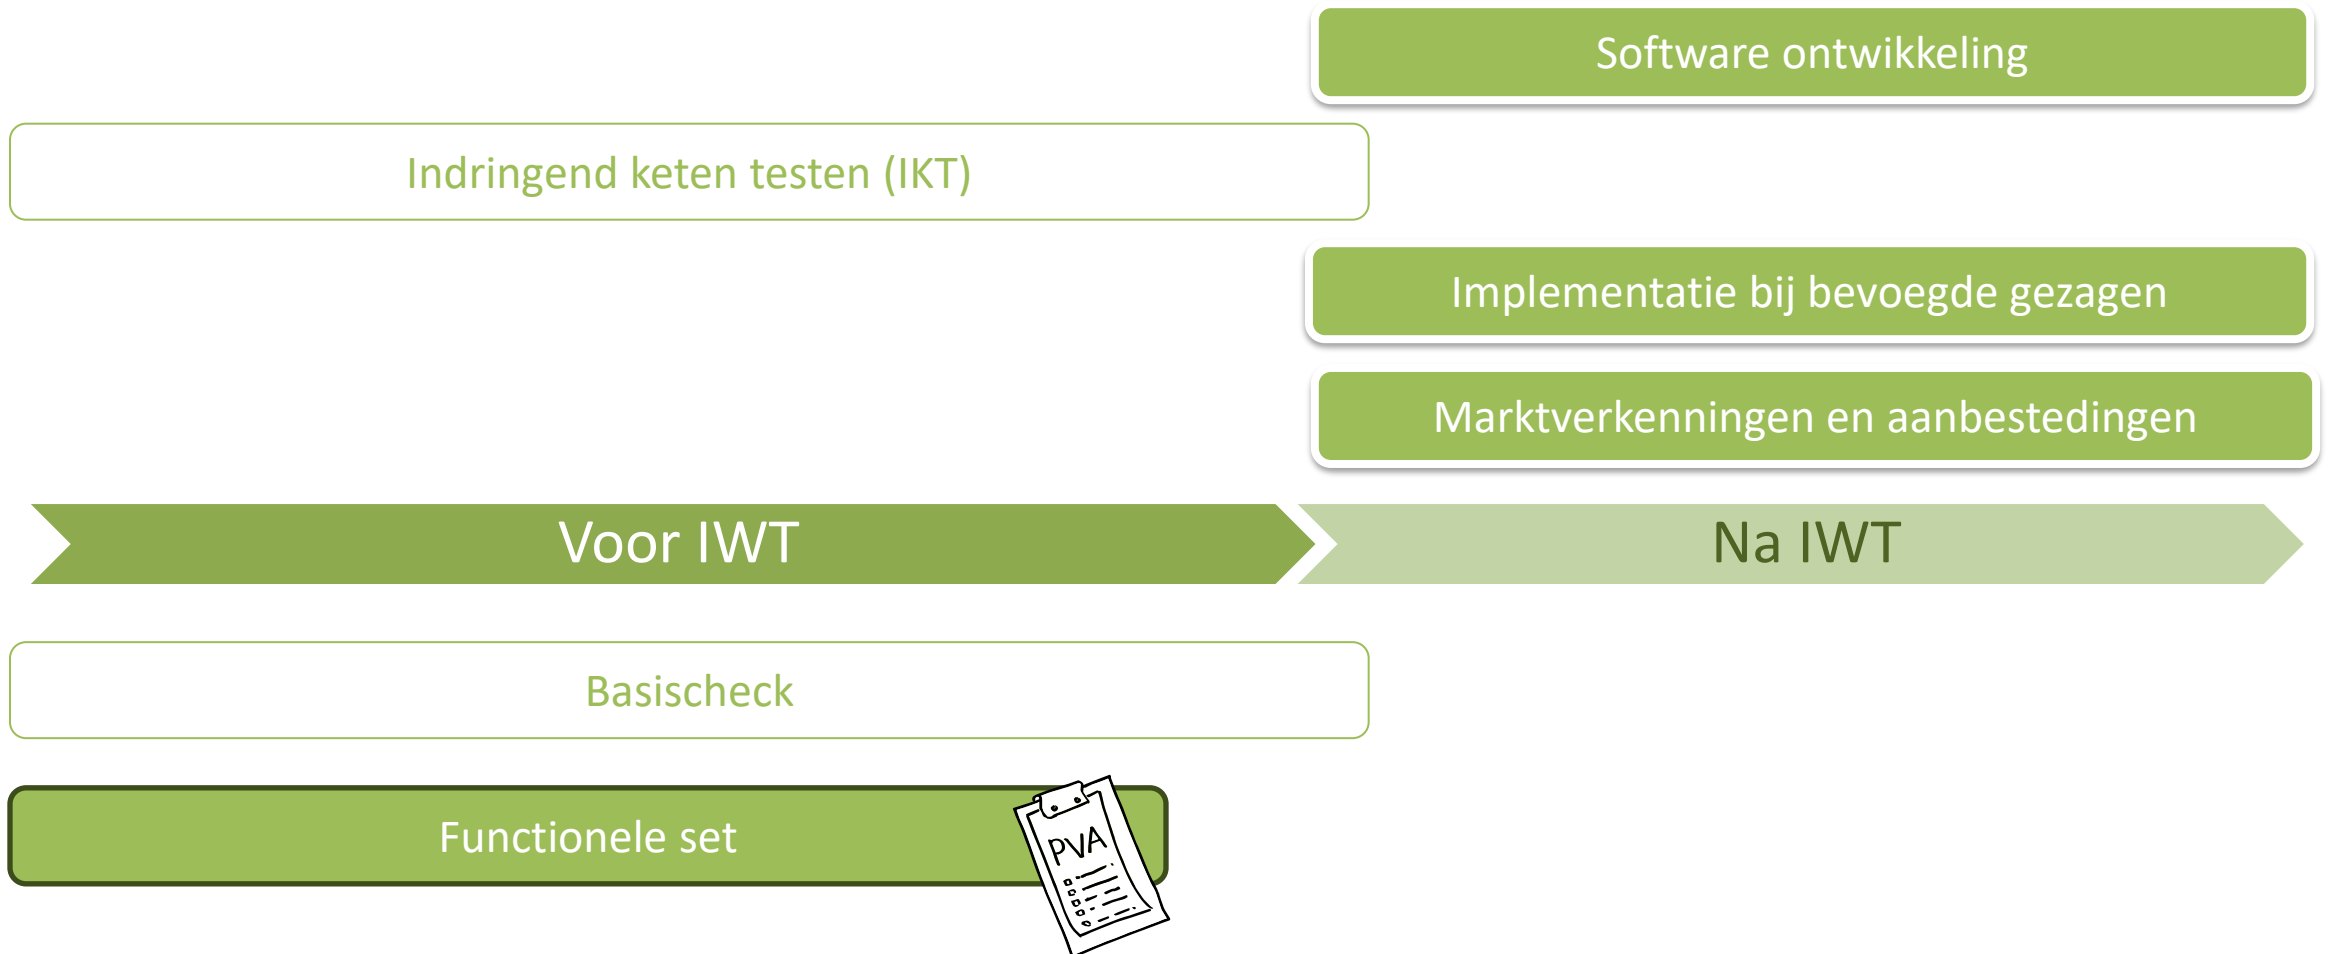 Software ontwikkeling
Indringend keten testen (IKT)
Implementatie bij bevoegde gezagen
Marktverkenningen en aanbestedingen
Voor IWT
Na IWT
Basischeck
Functionele set
PVA